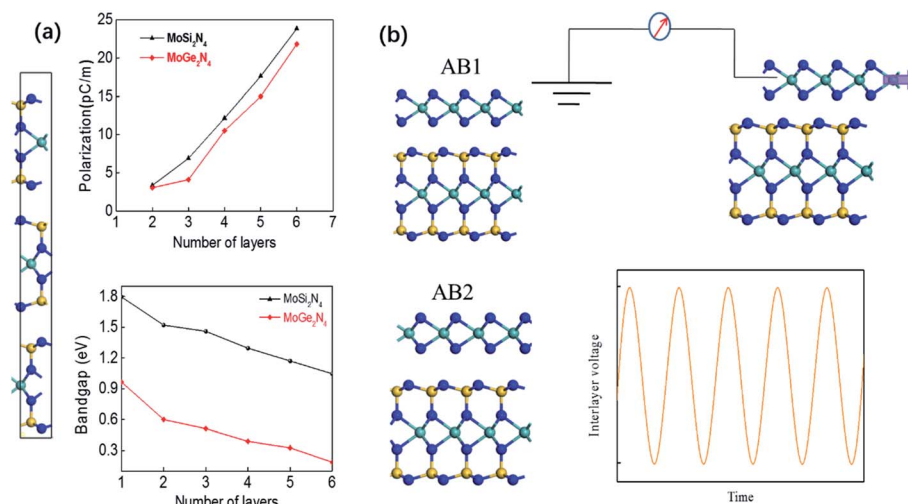 (a)
Polarization(pC/m)
25
20
15
10
5
0
MoSi₂N₄
MoGe₂N₄
1 2 3 4 5 6 7
Number of layers
Bandgap (eV)
1.8
1.5
1.2
0.9
0.6
0.3
MoSi₂N₄
MoGe₂N₄
1 2 3 4 5 6
Number of layers
(b)
AB1
AB2
Interlayer voltage
Time